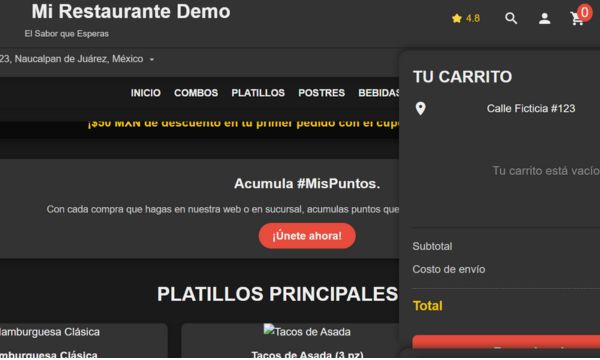 Mi Restaurante Demo
El Sabor que Esperas
4.8
0
23, Naucalpan de Juárez, México
INICIO COMBOS PLATILLOS POSTRES BEBIDAS
¡$50 MXN de descuento en tu primer pedido con el
Acumula #MisPuntos.
Con cada compra que hagas en nuestra web o en sucursal, acumulas puntos que
¡Únete ahora!
PLATILLOS PRINCIPALES
Hamburguesa Clásica
Hamburguesa Clásica
Tacos de Asada
Tacos de Asada (3 pz)
TU CARRITO
Calle Ficticia #123
Tu carrito está vacío
Subtotal
Costo de envío
Total